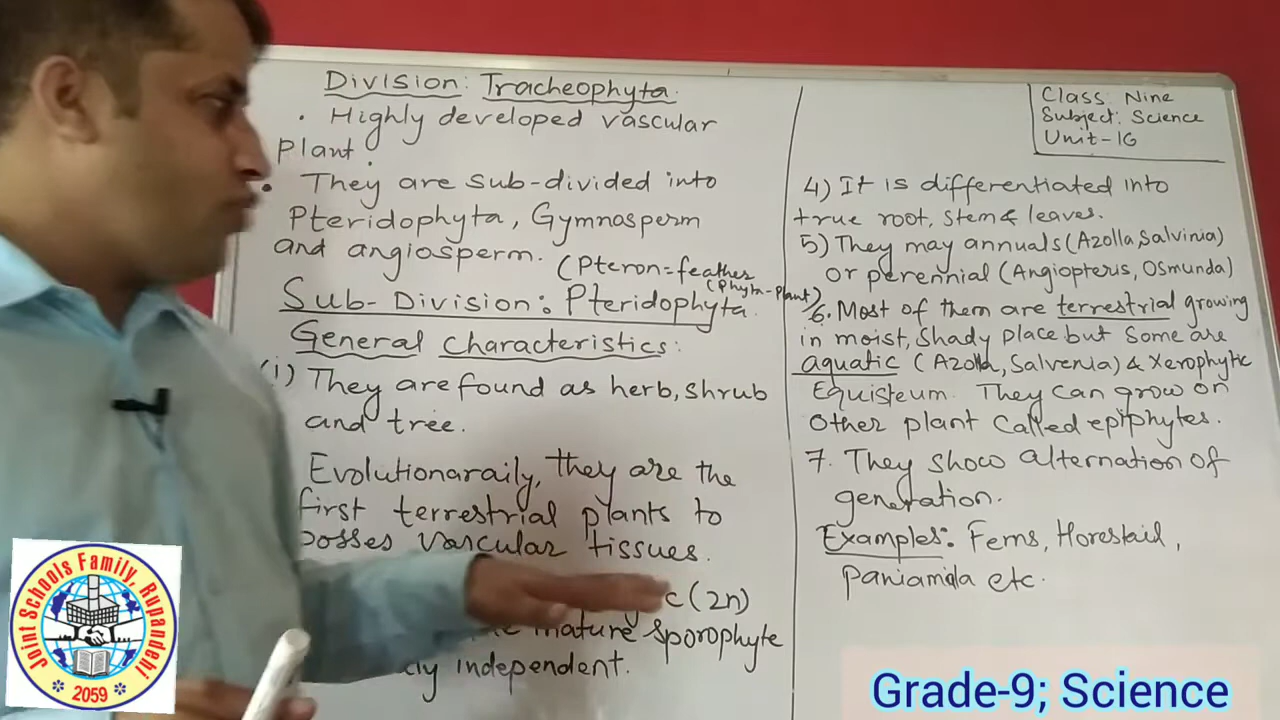 Division: Tracheophyta.
. Highly developed vascular
Plant.
. They are sub-divided into
Pteridophyta, Gymnasperm
and angiosperm.
(Pteron=feather
(Phyta-plant)
Sub-Division: Pteridophyta.
General Characteristics:
(i) They are found as herb, shrub
and tree.
Evolutionaraily, they are the
first terrestrial plants to
posses vascular tissues.
c (2n)
mature sporophyte
independent.
Class: Nine
Subject: Science
Unit-16
4) It is differentiated into
true root, stem & leaves.
5) They may annuals (Azolla, Salvinia)
or perennial (Angiopteris, Osmunda)
6. Most of them are terrestrial growing
in moist, shady place but some are
aquatic (Azolla, Salvenia) & Xerophytic
Equisteum. They can grow on
other plant called epiphytes.
7. They show alternation of
generation.
Examples: Ferns, Horestail,
paniamala etc.
Joint Schools Family, Rupandehi
2059
Grade-9; Science